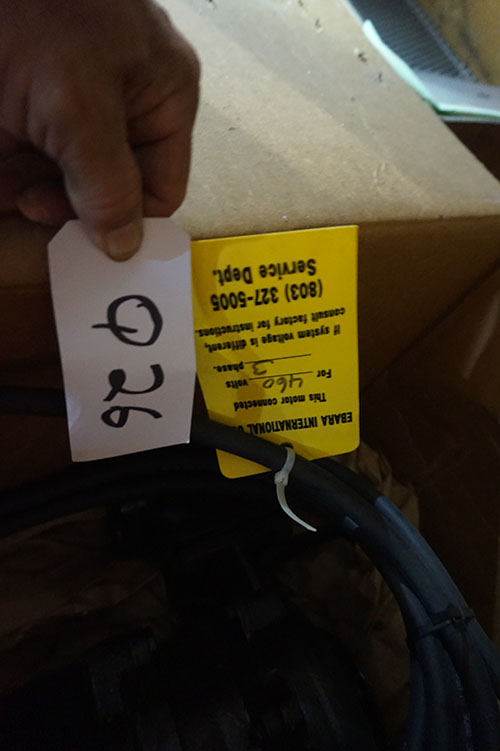 Q 26
EBARA INTERNATIONAL
This motor connected
For 460 volts
3 phase.
If system voltage is different,
consult factory for instructions.
(803) 327-5005
Service Dept.